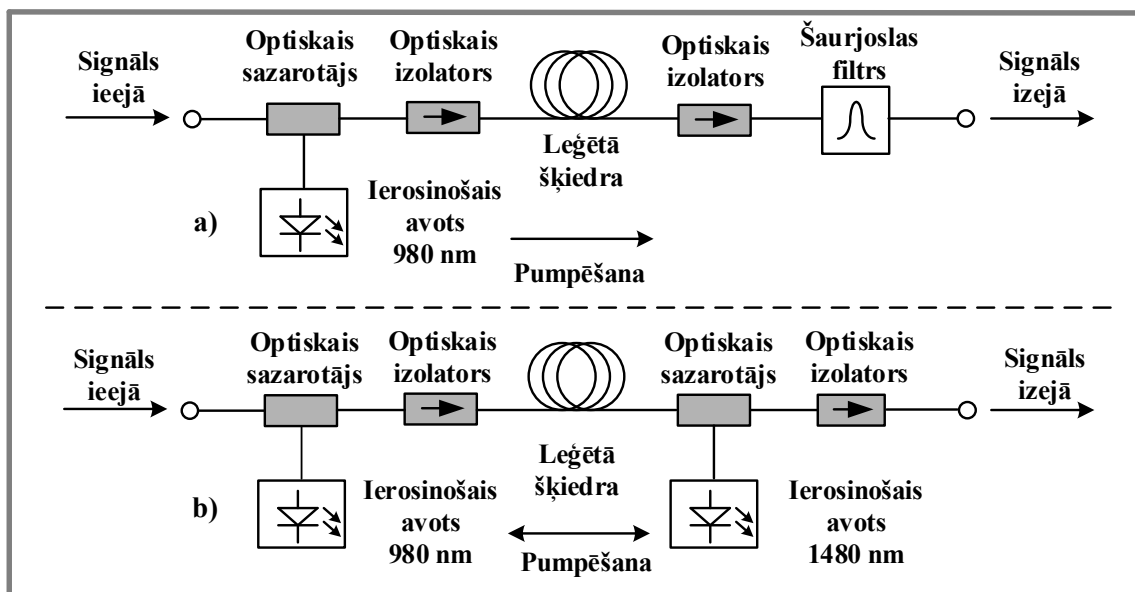 Signāls
ieejā
Optiskais
sazarotājs
Optiskais
izolators
Leģētā
šķiedra
Optiskais
izolators
Šaurjoslas
filtrs
Signāls
izejā
a)
Ierosinošais
avots
980 nm
Pumpēšana
Signāls
ieejā
Optiskais
sazarotājs
Optiskais
izolators
Leģētā
šķiedra
Optiskais
sazarotājs
Optiskais
izolators
Signāls
izejā
b)
Ierosinošais
avots
980 nm
Pumpēšana
Ierosinošais
avots
1480 nm